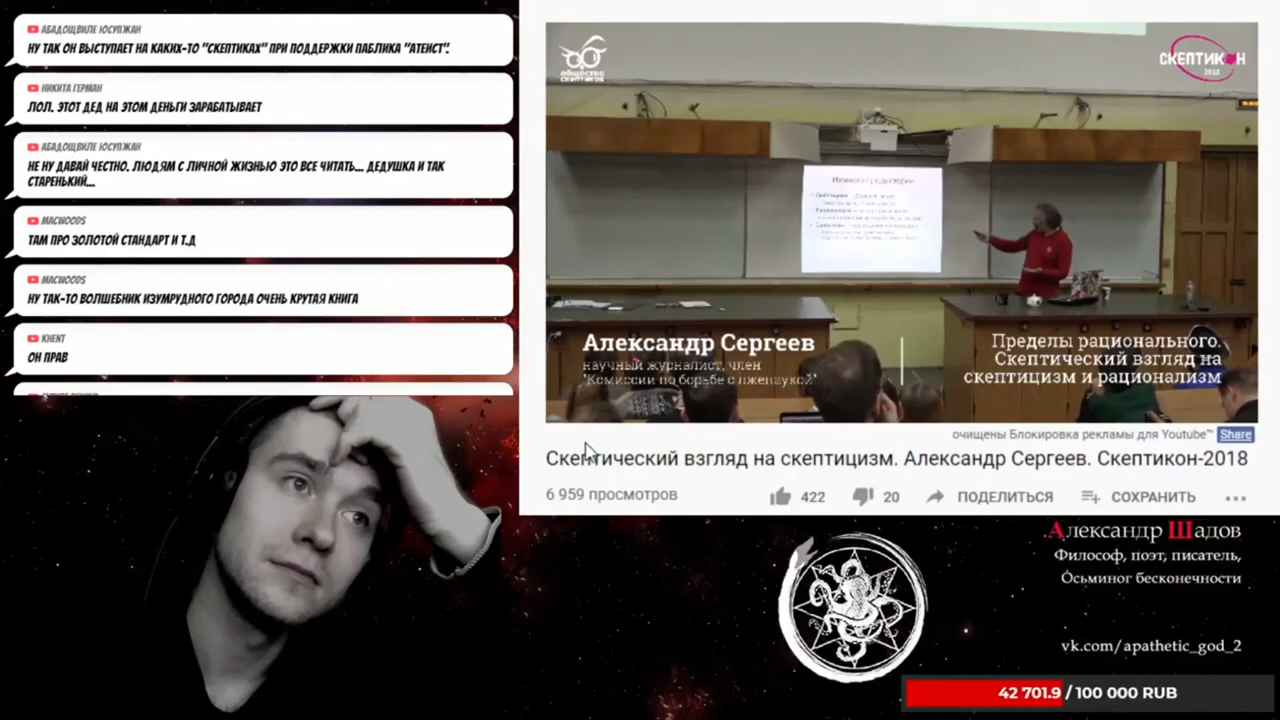 АБАДОЩВИЛЕ ЮСУПЖАН
НУ ТАК ОН ВЫСТУПАЕТ НА КАКИХ-ТО "СКЕПТИКАХ" ПРИ ПОДДЕРЖКИ ПАБЛИКА "АТЕИСТ".
НИКИТА ГЕРМАН
ЛОЛ. ЭТОТ ДЕД НА ЭТОМ ДЕНЬГИ ЗАРАБАТЫВАЕТ
АБАДОЩВИЛЕ ЮСУПЖАН
НЕ НУ ДАВАЙ ЧЕСТНО. ЛЮДЯМ С ЛИЧНОЙ ЖИЗНЬЮ ЭТО ВСЕ ЧИТАТЬ... ДЕДУШКА И ТАК
СТАРЕНЬКИЙ...
MACWOODS
ТАМ ПРО ЗОЛОТОЙ СТАНДАРТ И Т.Д
MACWOODS
НУ ТАК-ТО ВОЛШЕБНИК ИЗУМРУДНОГО ГОРОДА ОЧЕНЬ КРУТАЯ КНИГА
KHENT
ОН ПРАВ
общество
скептиков
СКЕПТИКОН
2018
Александр Сергеев
научный журналист, член
"Комиссии по борьбе с лженаукой"
Пределы рационального.
Скептический взгляд на
скептицизм и рационализм
очищены Блокировка рекламы для Youtube™ Share
Скептический взгляд на скептицизм. Александр Сергеев. Скептикон-2018
6 959 просмотров
422
20
ПОДЕЛИТЬСЯ
СОХРАНИТЬ
Александр Шадов
Философ, поэт, писатель,
Осьминог бесконечности
vk.com/apathetic_god_2
42 701.9 / 100 000 RUB